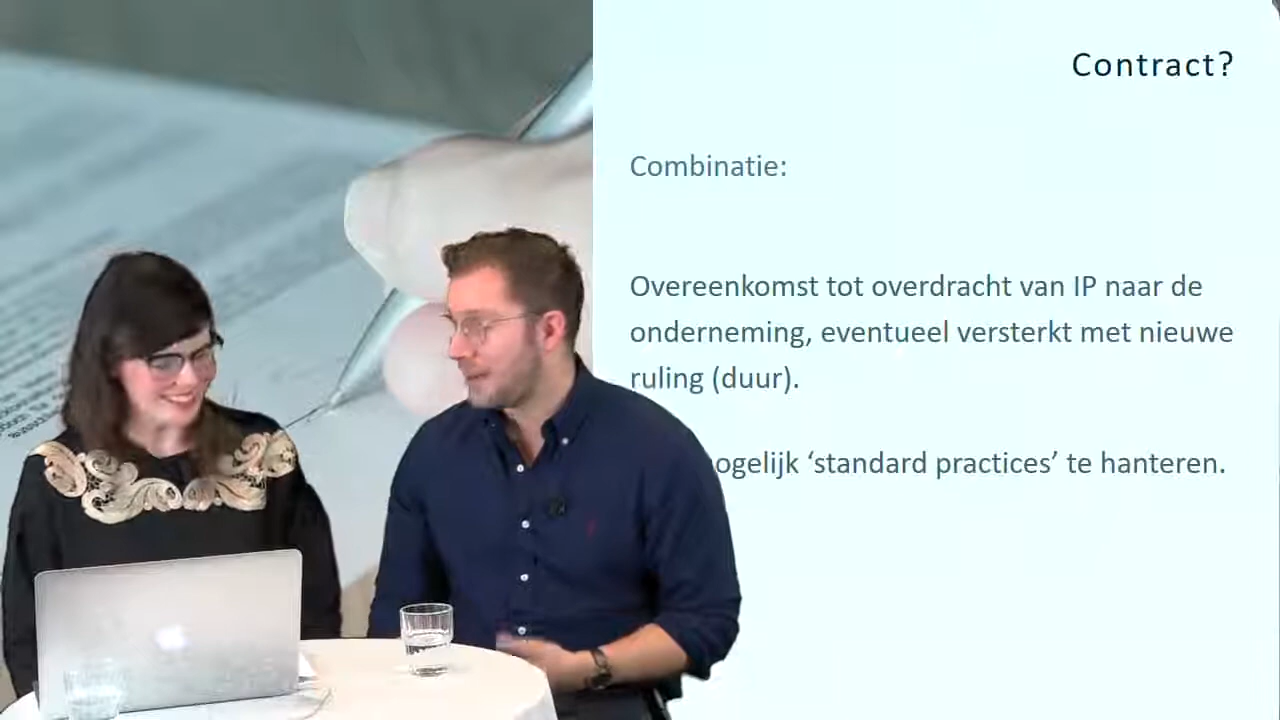 Contract?
Combinatie:
Overeenkomst tot overdracht van IP naar de
onderneming, eventueel versterkt met nieuwe
ruling (duur).
‘standard practices’ te hanteren.